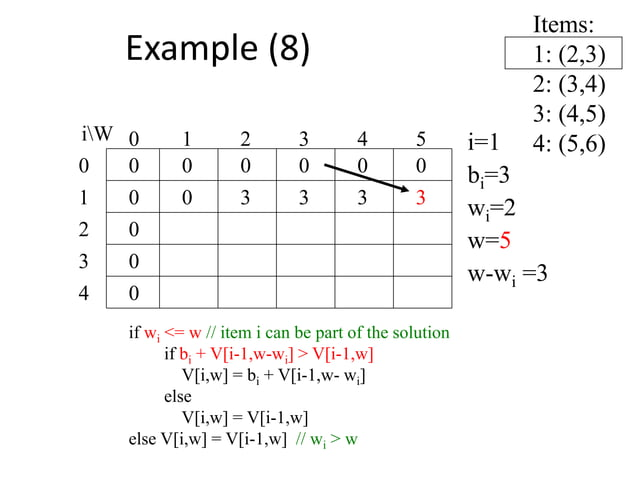 Example (8)
Items:
1: (2,3)
2: (3,4)
3: (4,5)
4: (5,6)
i\W 0 1 2 3 4 5
0 0 0 0 0 0 0
1 0 0 3 3 3 3
2 0
3 0
4 0
i=1
bi=3
wi=2
w=5
w-wi =3
if wi <= w // item i can be part of the solution
if bi + V[i-1,w-wi] > V[i-1,w]
V[i,w] = bi + V[i-1,w- wi]
else
V[i,w] = V[i-1,w]
else V[i,w] = V[i-1,w] // wi > w